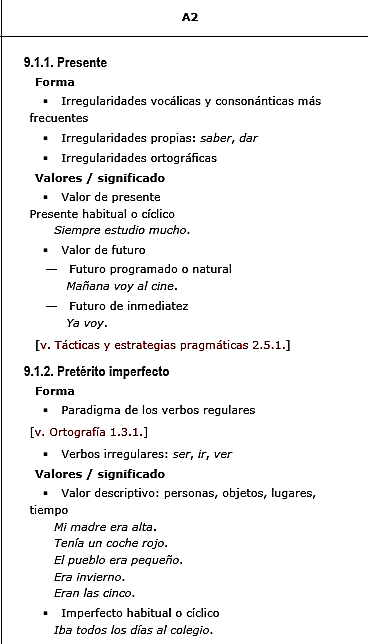 A2
9.1.1. Presente
Forma
▪ Irregularidades vocálicas y consonánticas más
frecuentes
▪ Irregularidades propias: saber, dar
▪ Irregularidades ortográficas
Valores / significado
▪ Valor de presente
Presente habitual o cíclico
Siempre estudio mucho.
▪ Valor de futuro
— Futuro programado o natural
Mañana voy al cine.
— Futuro de inmediatez
Ya voy.
[v. Tácticas y estrategias pragmáticas 2.5.1.]
9.1.2. Pretérito imperfecto
Forma
▪ Paradigma de los verbos regulares
[v. Ortografía 1.3.1.]
▪ Verbos irregulares: ser, ir, ver
Valores / significado
▪ Valor descriptivo: personas, objetos, lugares,
tiempo
Mi madre era alta.
Tenía un coche rojo.
El pueblo era pequeño.
Era invierno.
Eran las cinco.
▪ Imperfecto habitual o cíclico
Iba todos los días al colegio.